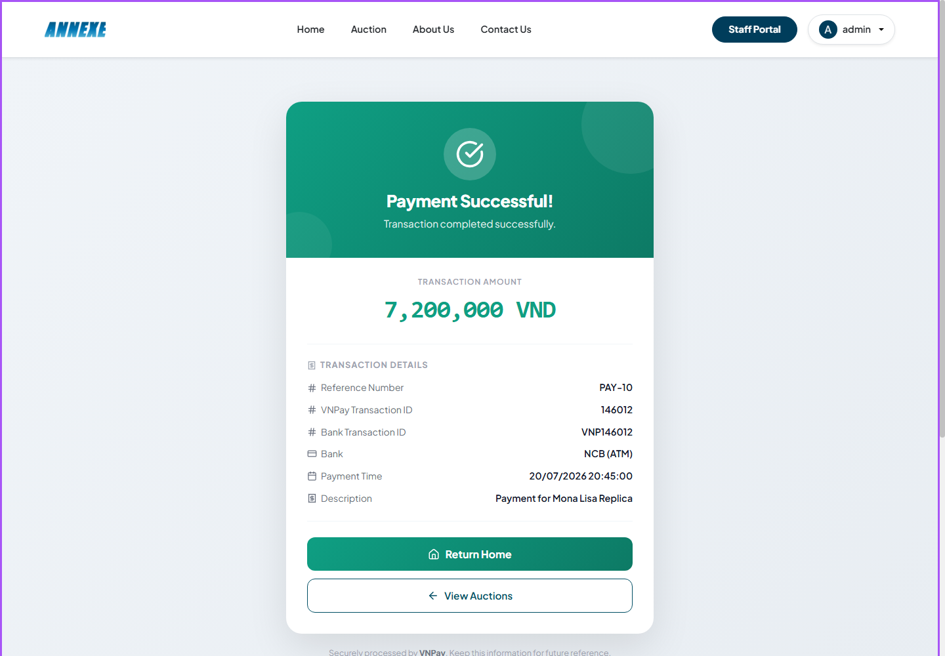 ANNEXE
Home Auction About Us Contact Us Staff Portal A admin
Payment Successful!
Transaction completed successfully.
TRANSACTION AMOUNT
7,200,000 VND
TRANSACTION DETAILS
# Reference Number PAY-10
# VNPay Transaction ID 146012
# Bank Transaction ID VNP146012
Bank NCB (ATM)
Payment Time 20/07/2026 20:45:00
Description Payment for Mona Lisa Replica
Return Home
View Auctions
Securely processed by VNPay. Keep this information for future reference.